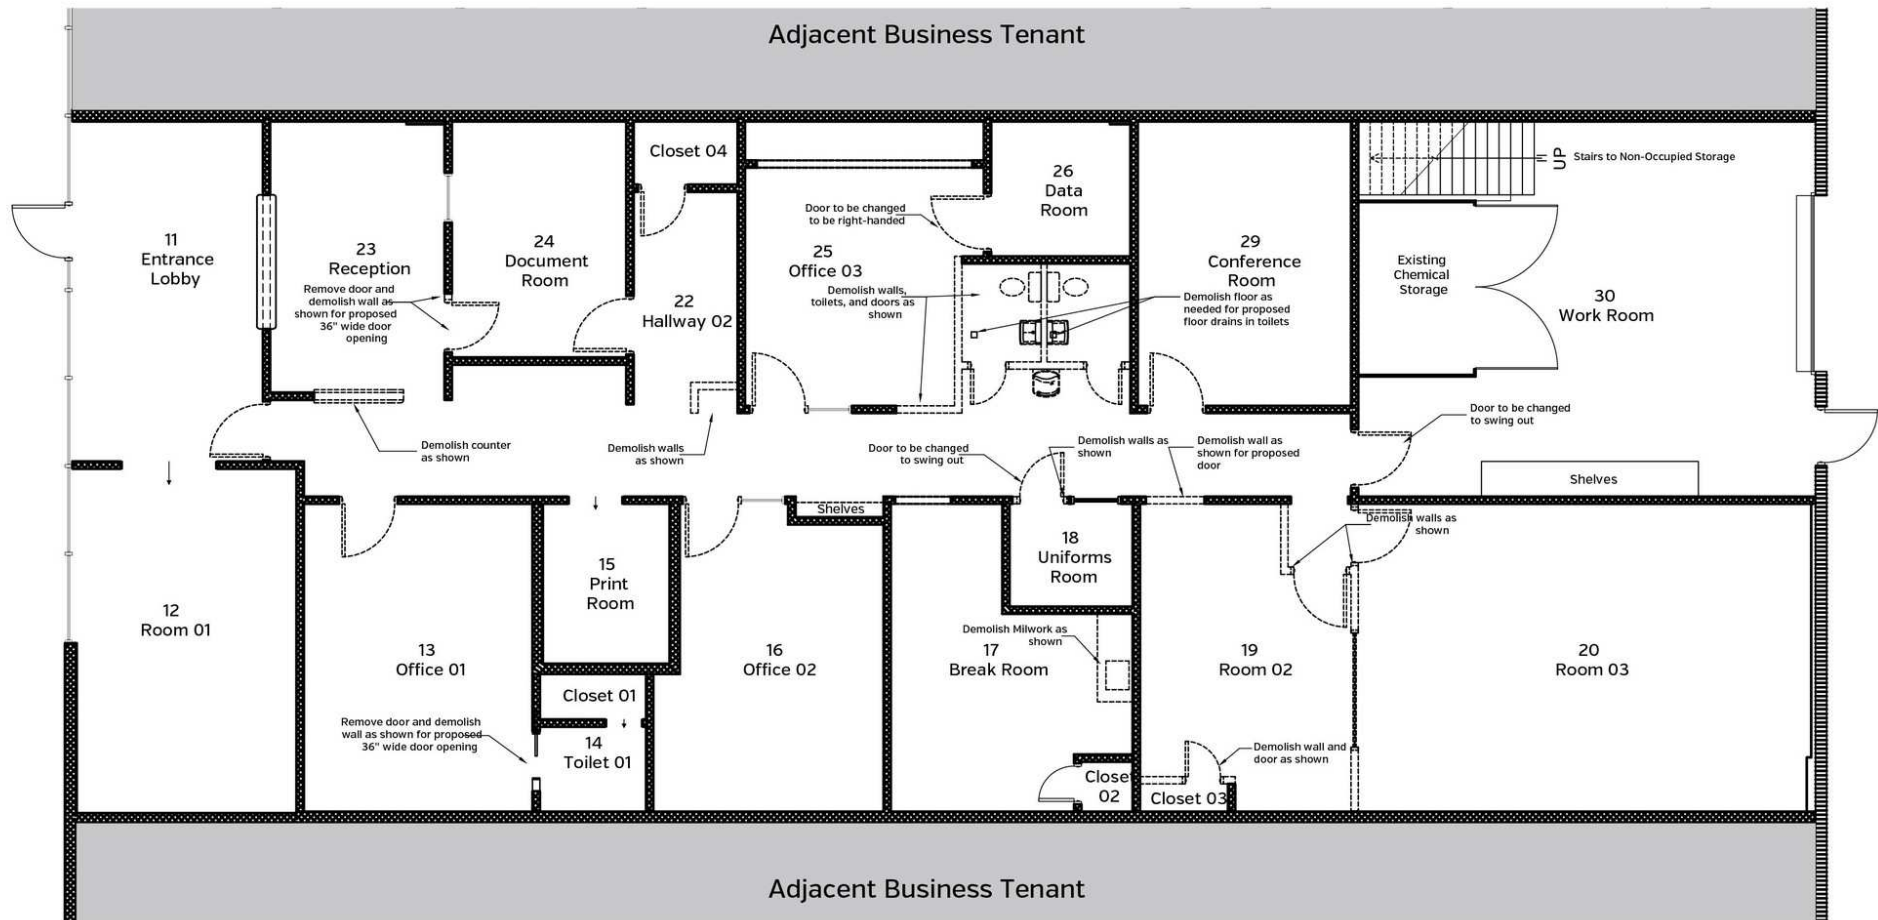 Adjacent Business Tenant
Closet 04
11
Entrance
Lobby
23
Reception
Remove door and
demolish wall as
shown for proposed
36" wide door
opening
24
Document
Room
22
Hallway 02
25
Office 03
Door to be changed
to be right-handed
26
Data
Room
Demolish walls,
toilets, and doors as
shown
Demolish floor as
needed for proposed
floor drains in toilets
29
Conference
Room
UP
Stairs to Non-Occupied Storage
Existing
Chemical
Storage
30
Work Room
Demolish counter
as shown
Demolish walls
as shown
Door to be changed
to swing out
Demolish walls as
shown
Demolish wall as
shown for proposed
door
Door to be changed
to swing out
Shelves
Shelves
12
Room 01
13
Office 01
15
Print
Room
Closet 01
Remove door and demolish
wall as shown for proposed
36" wide door opening
14
Toilet 01
16
Office 02
17
Break Room
18
Uniforms
Room
Demolish Milwork as
shown
Closet
02
Demolish walls as
shown
19
Room 02
Demolish wall and
door as shown
Closet 03
20
Room 03
Adjacent Business Tenant